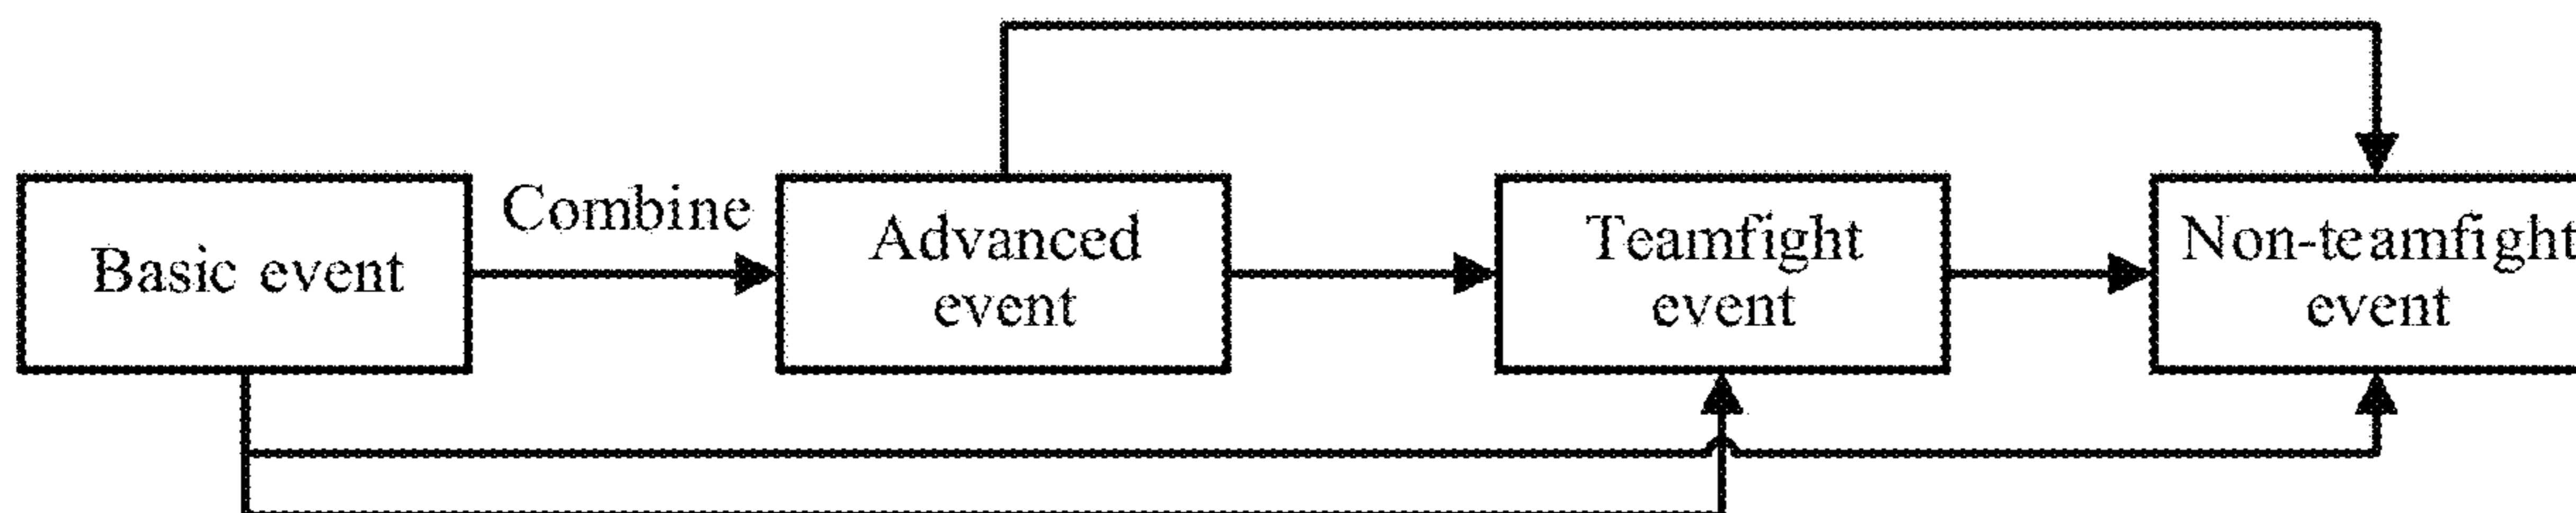 Basic event
Combine
Advanced
event
Teamfight
event
Non-teamfight
event